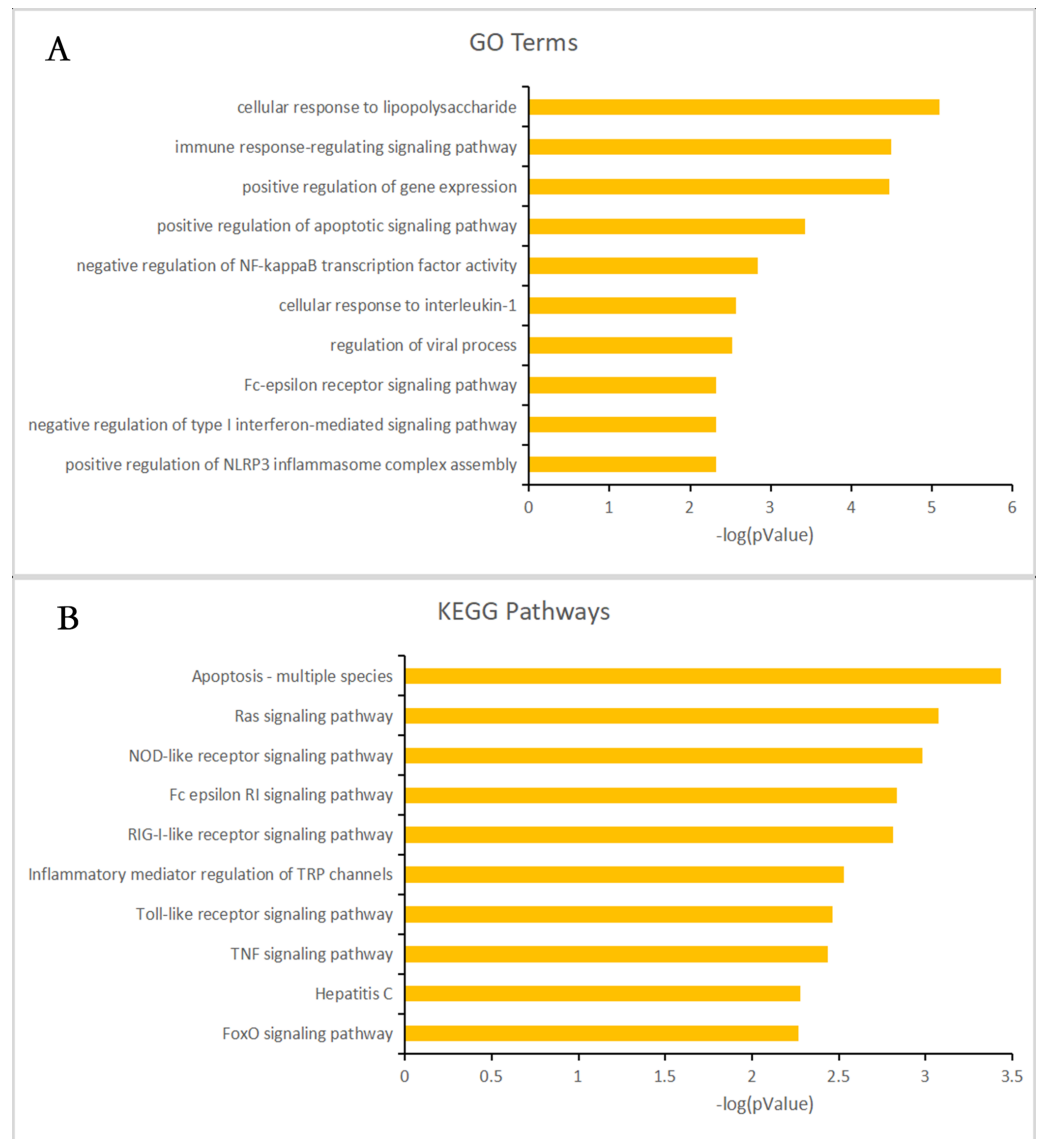 A
GO Terms
cellular response to lipopolysaccharide
immune response-regulating signaling pathway
positive regulation of gene expression
positive regulation of apoptotic signaling pathway
negative regulation of NF-kappaB transcription factor activity
cellular response to interleukin-1
regulation of viral process
Fc-epsilon receptor signaling pathway
negative regulation of type I interferon-mediated signaling pathway
positive regulation of NLRP3 inflammasome complex assembly
0 1 2 3 4 5 6
-log(pValue)
B
KEGG Pathways
Apoptosis - multiple species
Ras signaling pathway
NOD-like receptor signaling pathway
Fc epsilon RI signaling pathway
RIG-I-like receptor signaling pathway
Inflammatory mediator regulation of TRP channels
Toll-like receptor signaling pathway
TNF signaling pathway
Hepatitis C
FoxO signaling pathway
0 0.5 1 1.5 2 2.5 3 3.5
-log(pValue)